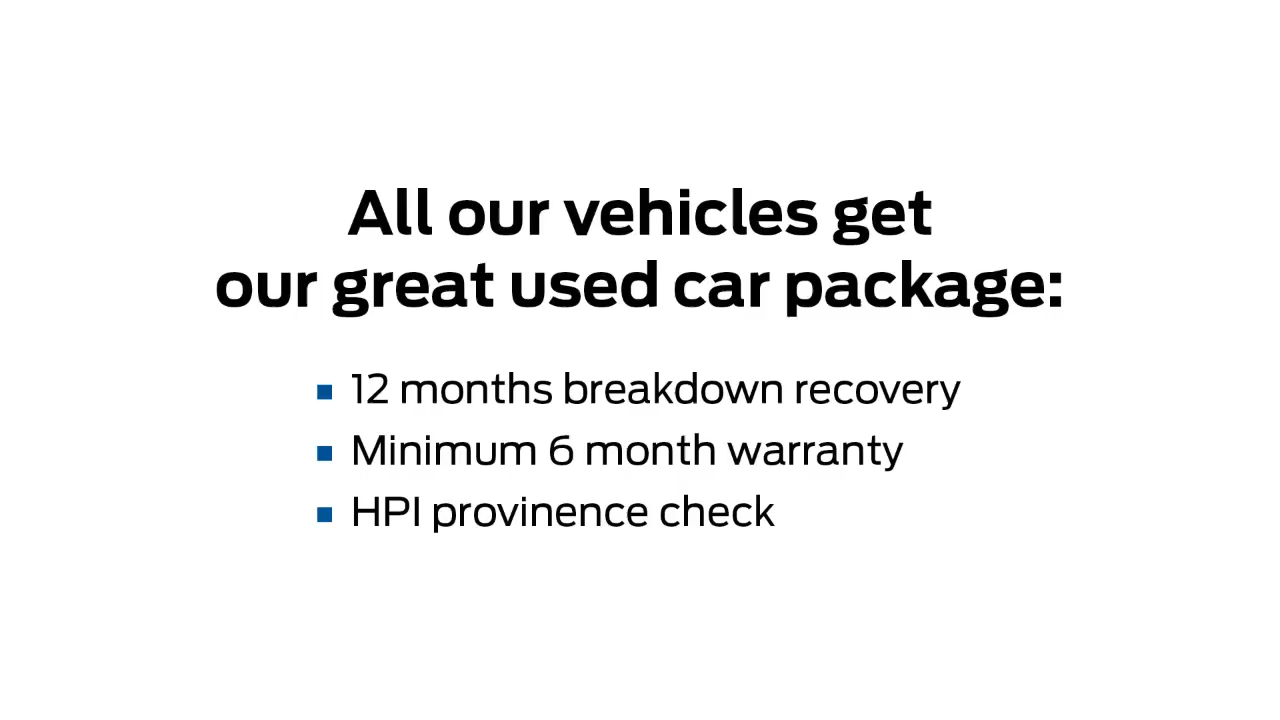 All our vehicles get
our great used car package:
12 months breakdown recovery
Minimum 6 month warranty
HPI provinence check